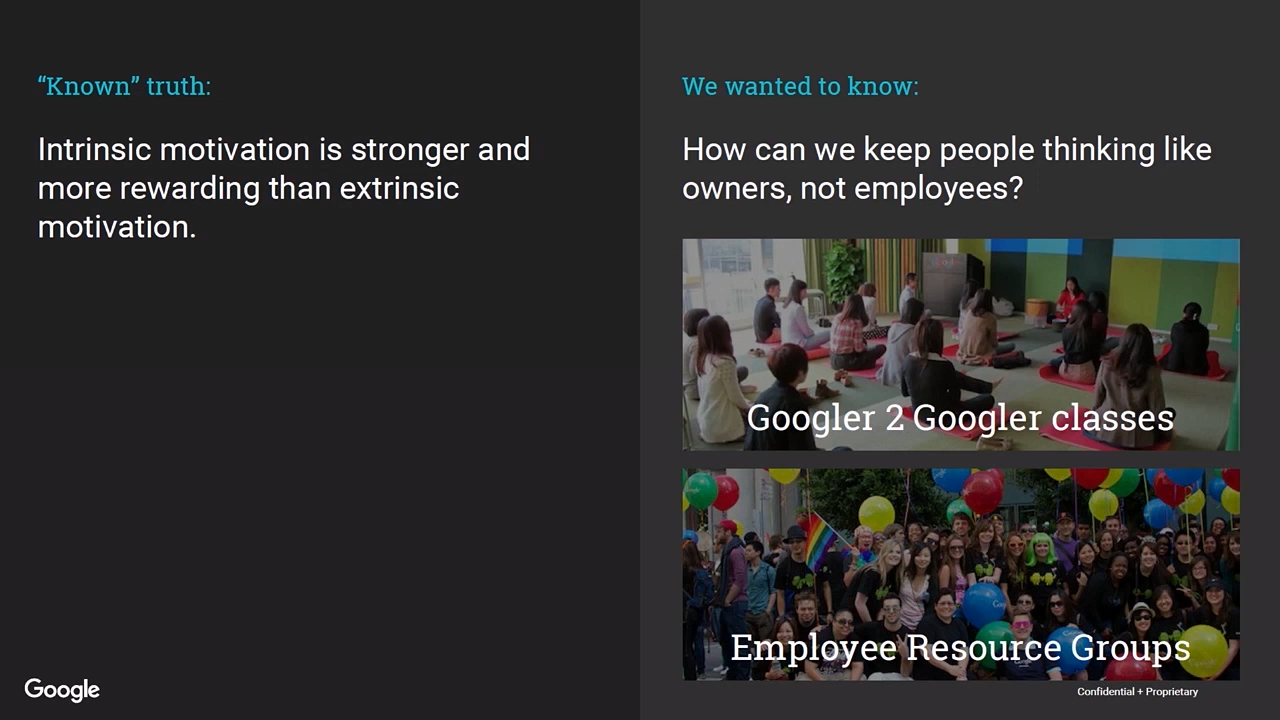 “Known” truth:
Intrinsic motivation is stronger and
more rewarding than extrinsic
motivation.
We wanted to know:
How can we keep people thinking like
owners, not employees?
Googler 2 Googler classes
Employee Resource Groups
Google
Confidential + Proprietary